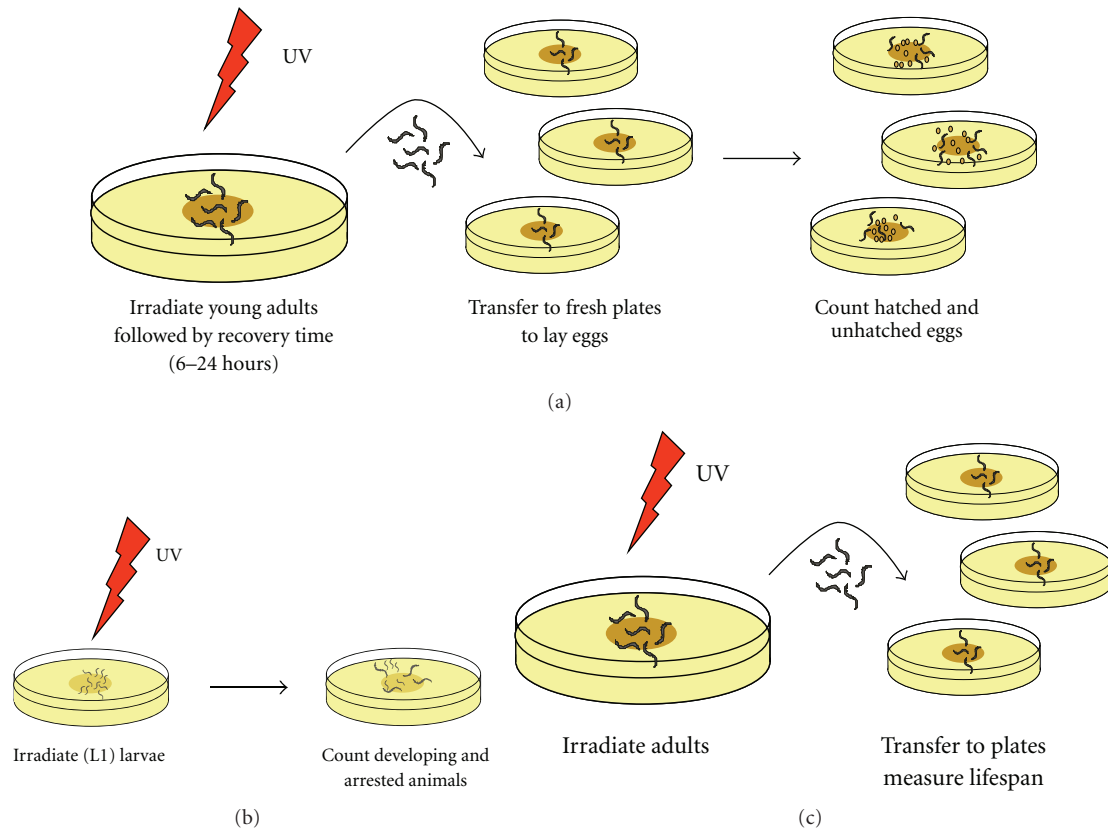 UV
Irradiate young adults
followed by recovery time
(6–24 hours)
Transfer to fresh plates
to lay eggs
Count hatched and
unhatched eggs
(a)
UV
Irradiate (L1) larvae
Count developing and
arrested animals
(b)
UV
Irradiate adults
Transfer to plates
measure lifespan
(c)